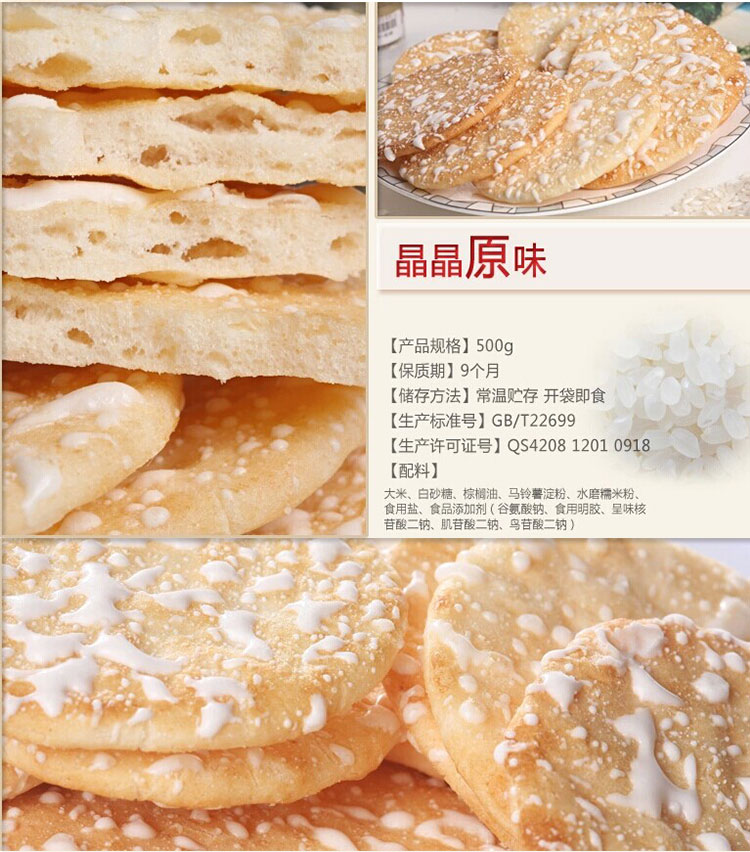 晶晶原味
【产品规格】500g
【保质期】9个月
【储存方法】常温贮存 开袋即食
【生产标准号】GB/T22699
【生产许可证号】QS4208 1201 0918
【配料】
大米、白砂糖、棕榈油、马铃薯淀粉、水磨糯米粉、
食用盐、食品添加剂（谷氨酸钠、食用明胶、呈味核
苷酸二钠、肌苷酸二钠、鸟苷酸二钠）